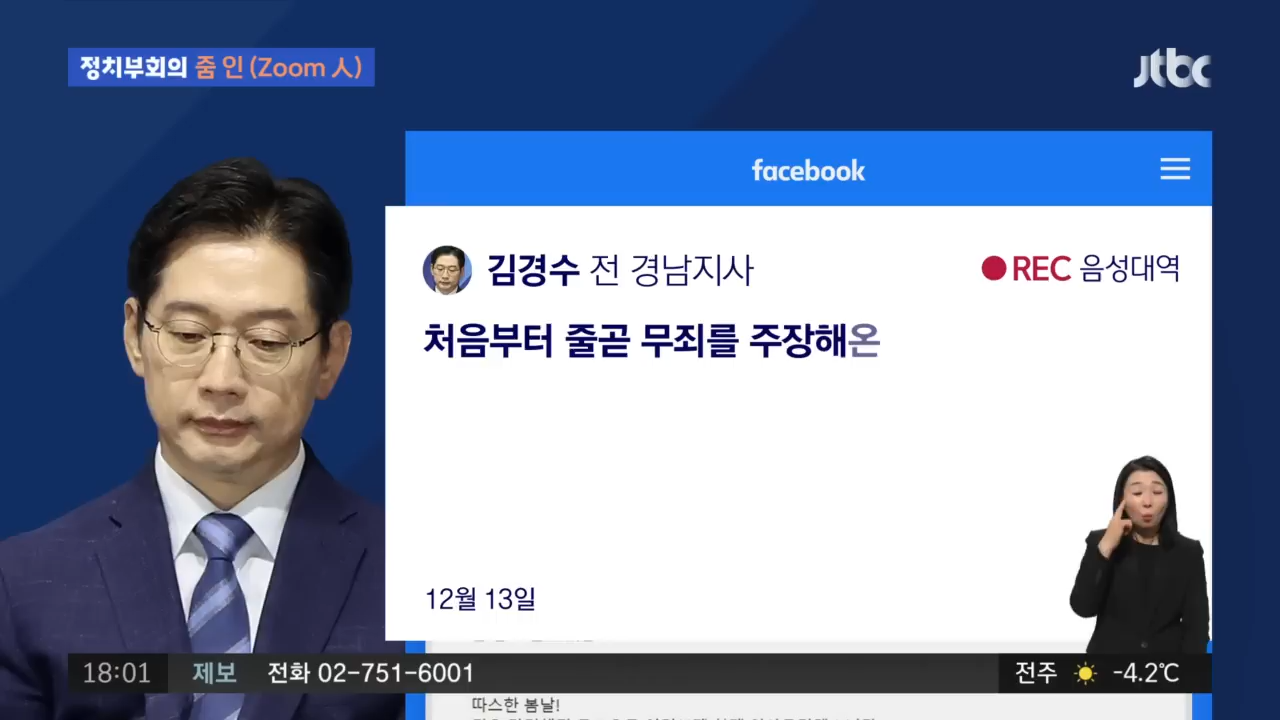 정치부회의 줌 인 (Zoom 人)
jtbc
facebook
김경수 전 경남지사
REC 음성대역
처음부터 줄곧 무죄를 주장해온
12월 13일
18:01 제보 전화 02-751-6001 전주 -4.2℃
따스한 봄날!